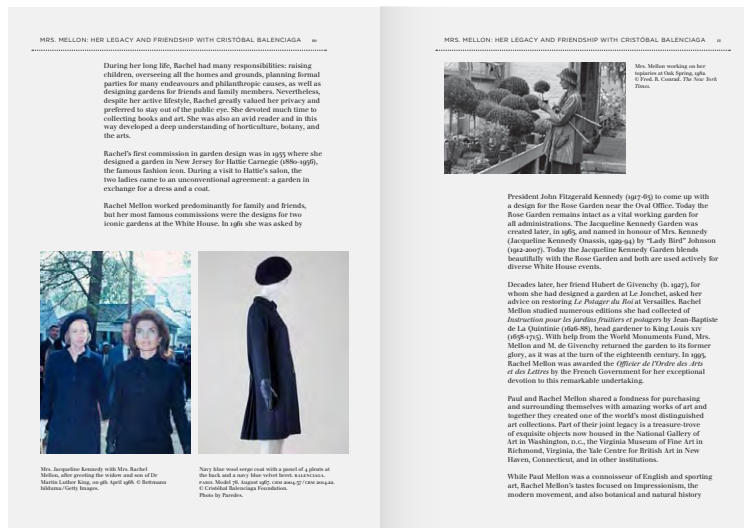 MRS. MELLON: HER LEGACY AND FRIENDSHIP WITH CRISTÓBAL BALENCIAGA
During her long life, Rachel had many responsibilities: raising
children, overseeing all the homes and grounds, planning formal
parties for many endeavours and philanthropic causes, as well as
designing gardens for friends and family members. Nevertheless,
despite her active lifestyle, Rachel greatly valued her privacy and
preferred to stay out of the public eye. She devoted much time to
collecting books and art. She was also an avid reader and in this
way developed a deep understanding of horticulture, botany, and
the arts.
Rachel's first commission in garden design was in 1955 where she
designed a garden in New Jersey for Hattie Carnegie (1880-1956),
the famous fashion icon. During a visit to Hattie's salon, the
two ladies came to an unconventional agreement: a garden in
exchange for a dress and a coat.
Rachel Mellon worked predominantly for family and friends,
but her most famous commissions were the designs for two
iconic gardens at the White House. In 1961 she was asked by
Mrs. Jacqueline Kennedy with Mrs. Rachel
Mellon, after greeting the widow and son of Dr
Martin Luther King, on 9th April 1968. © Bettmann
hilduma/Getty Images.
Navy blue wool serge coat with a panel of 4 pleats at
the back and a navy blue velvet beret. BALENCIAGA,
PARIS. Model 76. August 1967. CBM 2004.57/CBM 2014.22.
© Cristóbal Balenciaga Foundation.
Photo by Paredes.
MRS. MELLON: HER LEGACY AND FRIENDSHIP WITH CRISTÓBAL BALENCIAGA
Mrs. Mellon working on her
topiaries at Oak Spring, 1982.
© Fred. R. Conrad. The New York
Times.
President John Fitzgerald Kennedy (1917-63) to come up with
a design for the Rose Garden near the Oval Office. Today the
Rose Garden remains intact as a vital working garden for
all administrations. The Jacqueline Kennedy Garden was
created later, in 1965, and named in honour of Mrs. Kennedy
(Jacqueline Kennedy Onassis, 1929-94) by "Lady Bird" Johnson
(1912-2007). Today the Jacqueline Kennedy Garden blends
beautifully with the Rose Garden and both are used actively for
diverse White House events.
Decades later, her friend Hubert de Givenchy (b. 1927), for
whom she had designed a garden at Le Jonchet, asked her
advice on restoring Le Potager du Roi at Versailles. Rachel
Mellon studied numerous editions she had collected of
Instruction pour les jardins fruitiers et potagers by Jean-Baptiste
de La Quintinie (1626-88), head gardener to King Louis XIV
(1638-1715). With help from the World Monuments Fund, Mrs.
Mellon and M. de Givenchy returned the garden to its former
glory, as it was at the turn of the eighteenth century. In 1995,
Rachel Mellon was awarded the Officier de l'Ordre des Arts
et des Lettres by the French Government for her exceptional
devotion to this remarkable undertaking.
Paul and Rachel Mellon shared a fondness for purchasing
and surrounding themselves with amazing works of art and
together they created one of the world's most distinguished
art collections. Part of their joint legacy is a treasure-trove
of exquisite objects now housed in the National Gallery of
Art in Washington, D.C., the Virginia Museum of Fine Art in
Richmond, Virginia, the Yale Centre for British Art in New
Haven, Connecticut, and in other institutions.
While Paul Mellon was a connoisseur of English and sporting
art, Rachel Mellon's tastes focused on Impressionism, the
modern movement, and also botanical and natural history